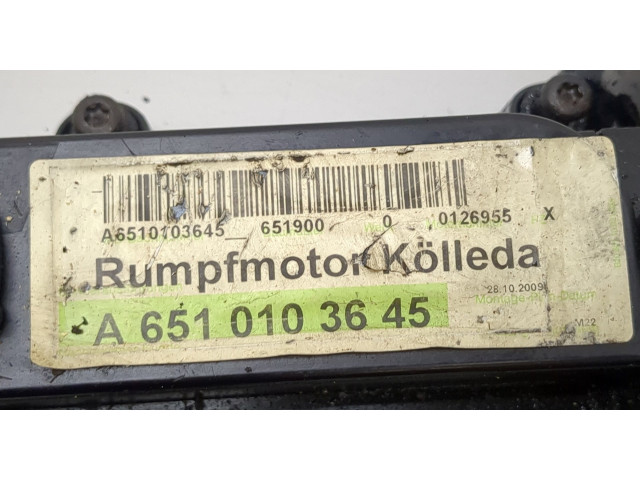 A6510103645 651900 0 0126955 X
Rumpfmotor Kölleda
28.10.2009
A 651 010 36 45
M22